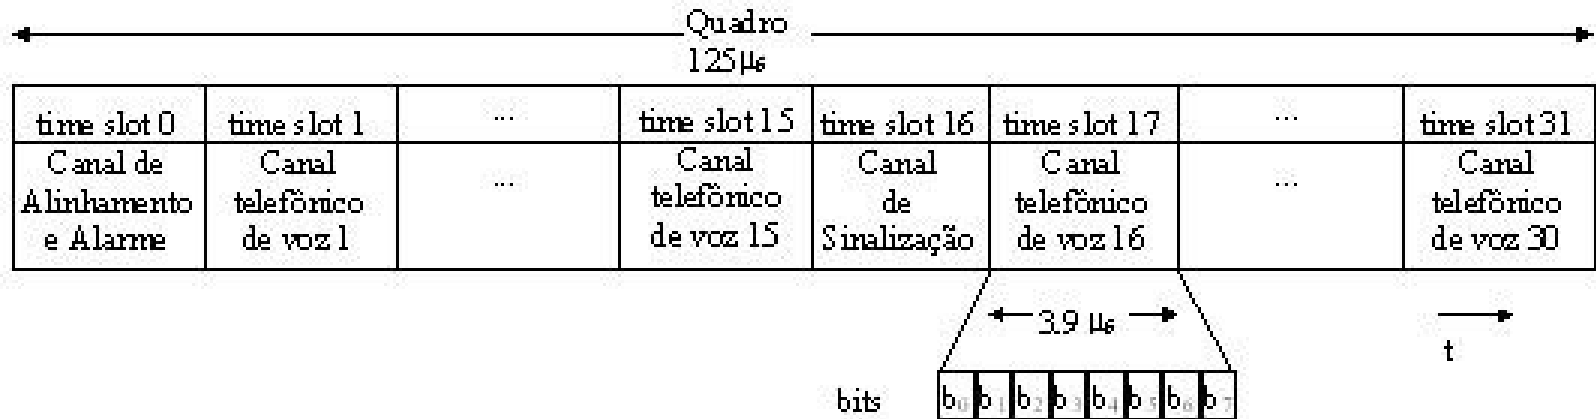 Quadro
125 μs
time slot 0 time slot 1 ... time slot 15 time slot 16 time slot 17 ... time slot 31
Canal de Alinhamento e Alarme
Canal telefônico de voz 1
...
Canal telefônico de voz 15
Canal de Sinalização
Canal telefônico de voz 16
...
Canal telefônico de voz 30
3.9 μs
t
bits b0 b1 b2 b3 b4 b5 b6 b7